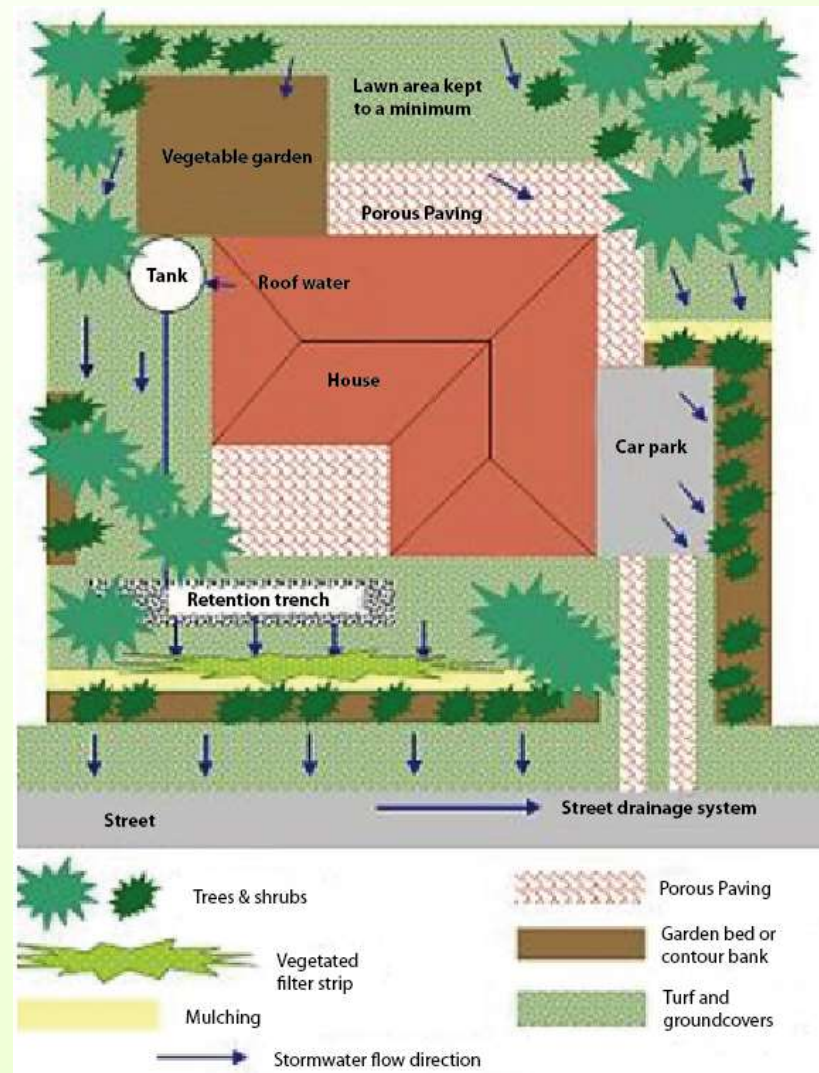 Lawn area kept
to a minimum
Vegetable garden
Porous Paving
Tank
Roof water
House
Car park
Retention trench
Street drainage system
Street
Trees & shrubs
Porous Paving
Vegetated
filter strip
Garden bed or
contour bank
Mulching
Turf and
groundcovers
Stormwater flow direction